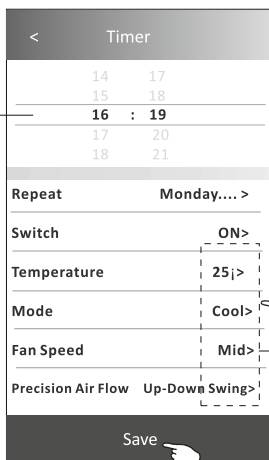 < Timer
14 17
15 18
16 : 19
17 20
18 21
Repeat Monday.... >
Switch ON>
Temperature 25¡>
Mode Cool>
Fan Speed Mid>
Precision Air Flow Up-Down Swing>
Save